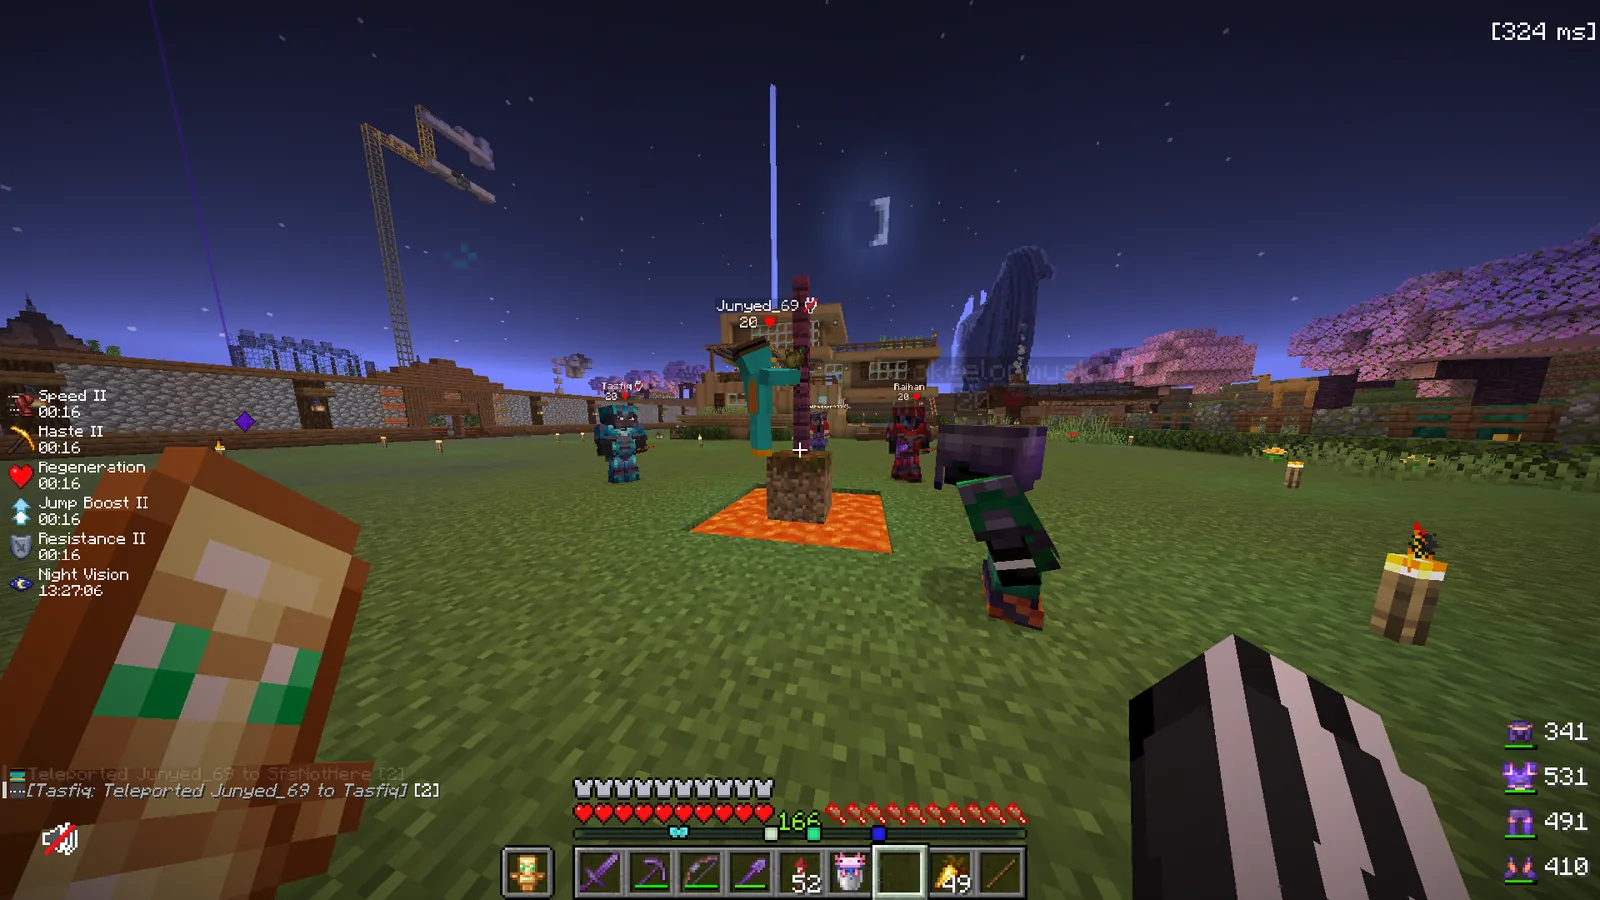 [324 ms]
Junyed_69
20
Tasfiq
20
Raihan
20
Speed II
00:16
Haste II
00:16
Regeneration
00:16
Jump Boost II
00:16
Resistance II
00:16
Night Vision
13:27:06
Teleported Junyed_69 to SfsNotHere [2]
[Tasfiq: Teleported Junyed_69 to Tasfiq] [2]
166
52
49
341
531
491
410